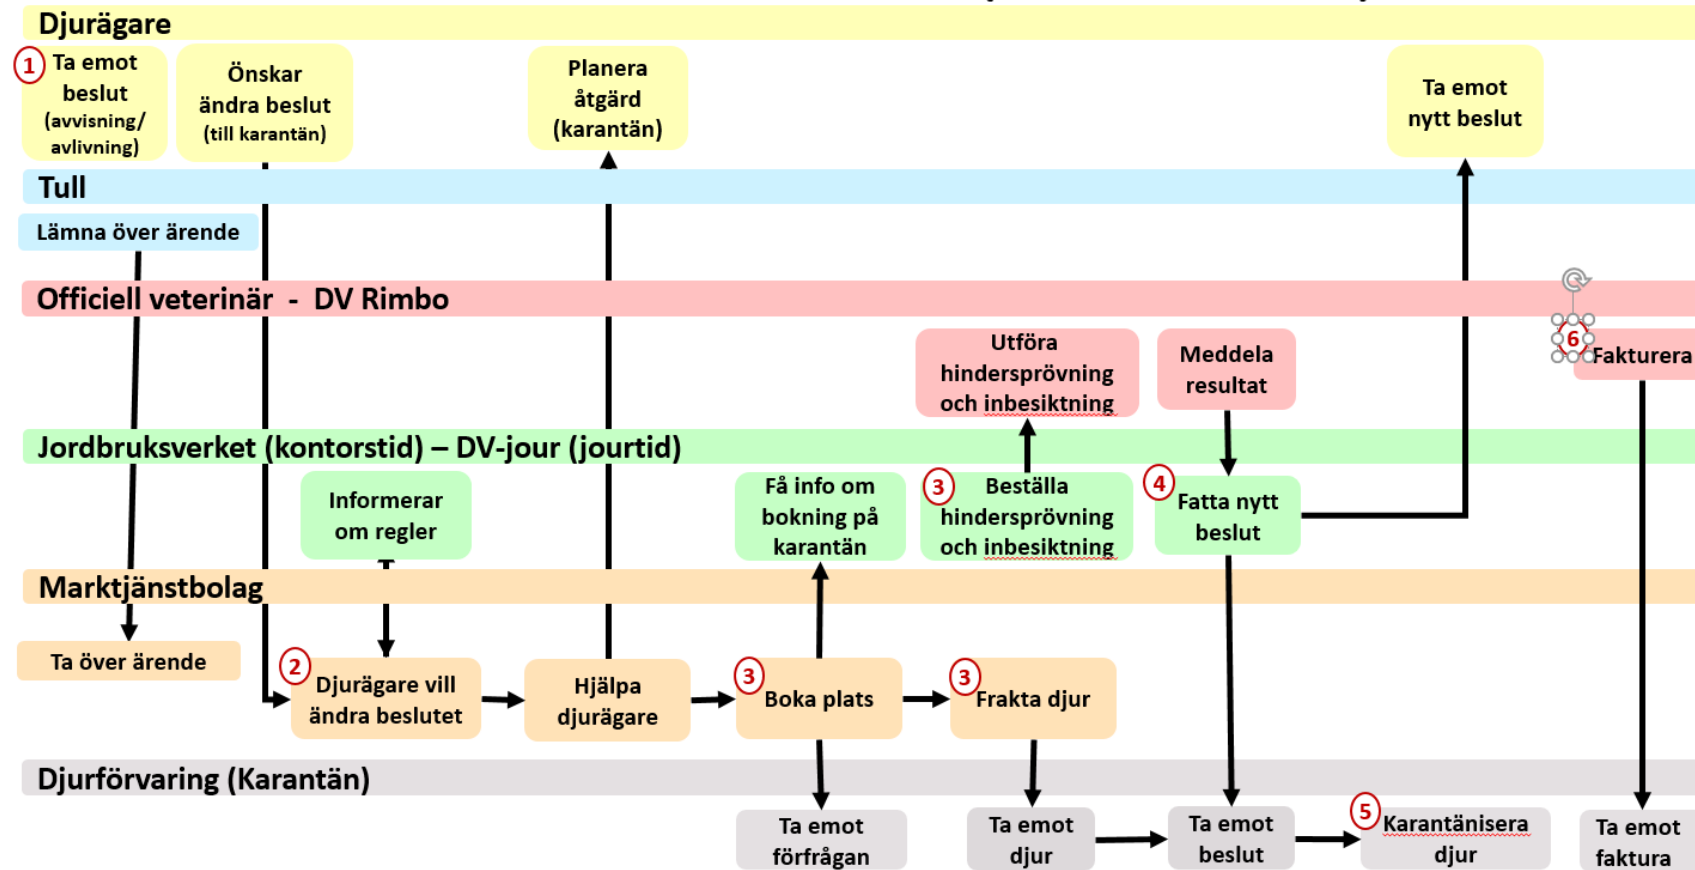 Djurägare
1
Ta emot
beslut
(avvisning/
avlivning)
Önskar
ändra beslut
(till karantän)
Planera
åtgärd
(karantän)
Ta emot
nytt beslut
Tull
Lämna över ärende
Officiell veterinär - DV Rimbo
Utföra
hindersprövning
och inbesiktning
Meddela
resultat
6
Fakturera
Jordbruksverket (kontorstid) – DV-jour (jourtid)
Informerar
om regler
Få info om
bokning på
karantän
3
Beställa
hindersprövning
och inbesiktning
4
Fatta nytt
beslut
Marktjänstbolag
Ta över ärende
2
Djurägare vill
ändra beslutet
Hjälpa
djurägare
3
Boka plats
3
Frakta djur
Djurförvaring (Karantän)
Ta emot
förfrågan
Ta emot
djur
Ta emot
beslut
5
Karantänisera
djur
Ta emot
faktura